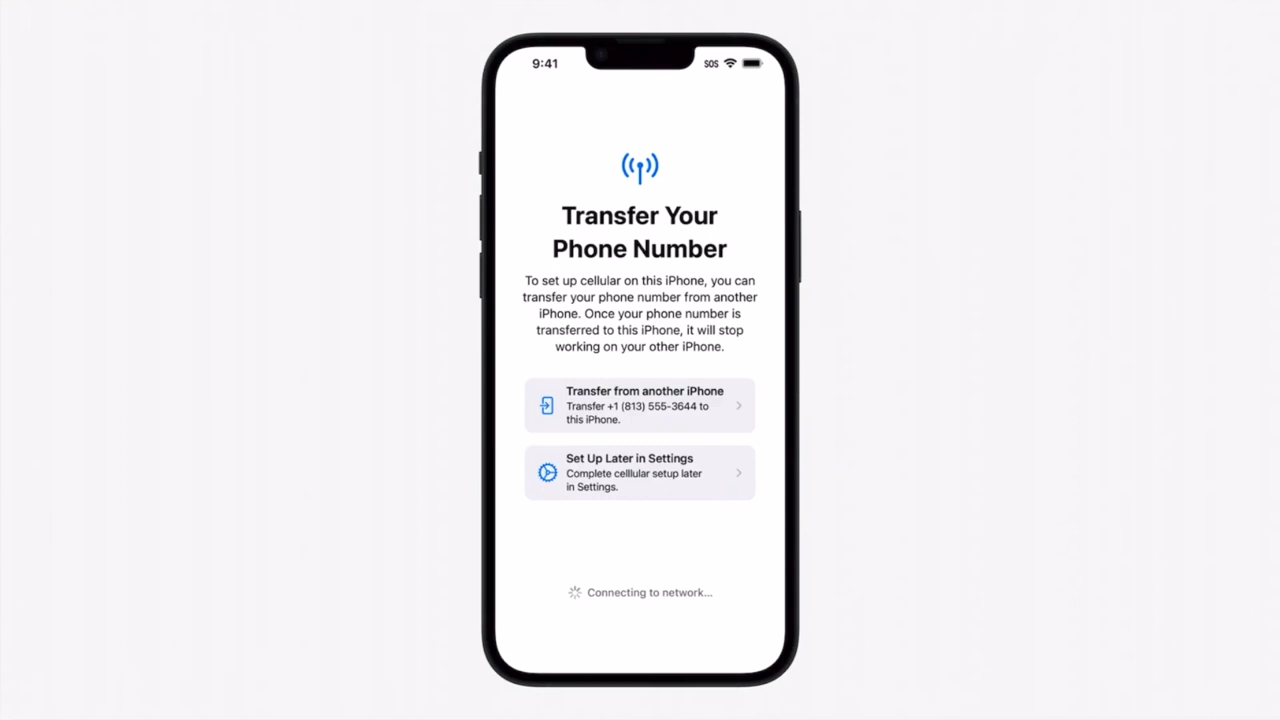 9:41
SOS
Transfer Your
Phone Number
To set up cellular on this iPhone, you can
transfer your phone number from another
iPhone. Once your phone number is
transferred to this iPhone, it will stop
working on your other iPhone.
Transfer from another iPhone
Transfer +1 (813) 555-3644 to
this iPhone.
Set Up Later in Settings
Complete celllular setup later
in Settings.
Connecting to network...